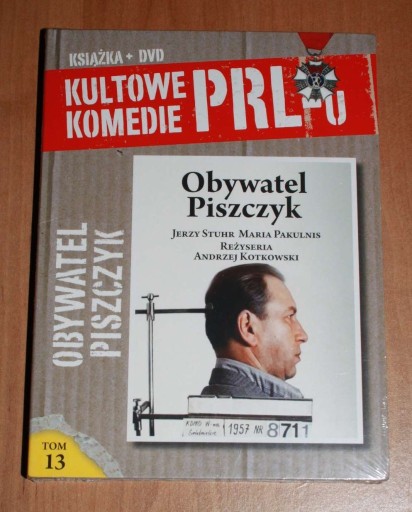 KSIĄŻKA + DVD
KULTOWE
KOMEDIE
PRL-u
OBYWATEL
PISZCZYK
Obywatel
Piszczyk
JERZY STUHR MARIA PAKULNIS
REŻYSERIA
ANDRZEJ KOTKOWSKI
1957 NR 8711
TOM
13